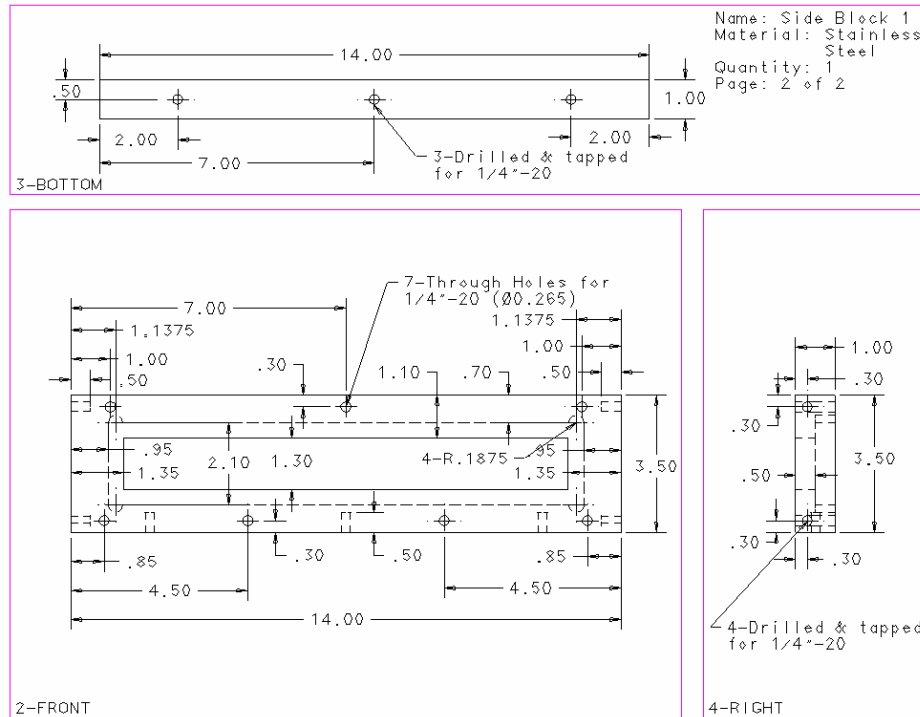 Name: Side Block 1
Material: Stainless
Steel
Quantity: 1
Page: 2 of 2
14.00
.50
1.00
2.00
2.00
7.00
3-Drilled & tapped
for 1/4"-20
3-BOTTOM
7-Through Holes for
1/4"-20 (Ø0.265)
7.00
1.1375
1.1375
1.00
1.00
.50
.30
1.10
.70
.50
.95
2.10
1.30
4-R.1875
.95
1.35
1.35
3.50
.30
.50
.85
.85
4.50
4.50
14.00
2-FRONT
1.00
.30
.30
.50
3.50
.30
.30
4-Drilled & tapped
for 1/4"-20
4-RIGHT